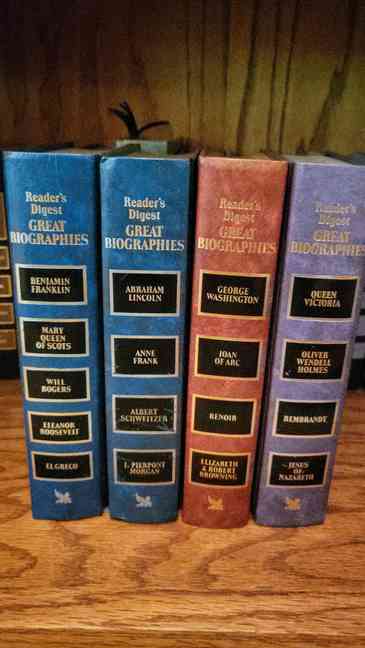 Reader's
Digest
GREAT
BIOGRAPHIES
BENJAMIN
FRANKLIN
MARY
QUEEN
OF SCOTS
WILL
ROGERS
ELEANOR
ROOSEVELT
EL GRECO
Reader's
Digest
GREAT
BIOGRAPHIES
ABRAHAM
LINCOLN
ANNE
FRANK
ALBERT
SCHWEITZER
J. PIERPONT
MORGAN
Reader's
Digest
GREAT
BIOGRAPHIES
GEORGE
WASHINGTON
JOAN
OF ARC
RENOIR
ELIZABETH
& ROBERT
BROWNING
Reader's
Digest
GREAT
BIOGRAPHIES
QUEEN
VICTORIA
OLIVER
WENDELL
HOLMES
REMBRANDT
JESUS OF
NAZARETH